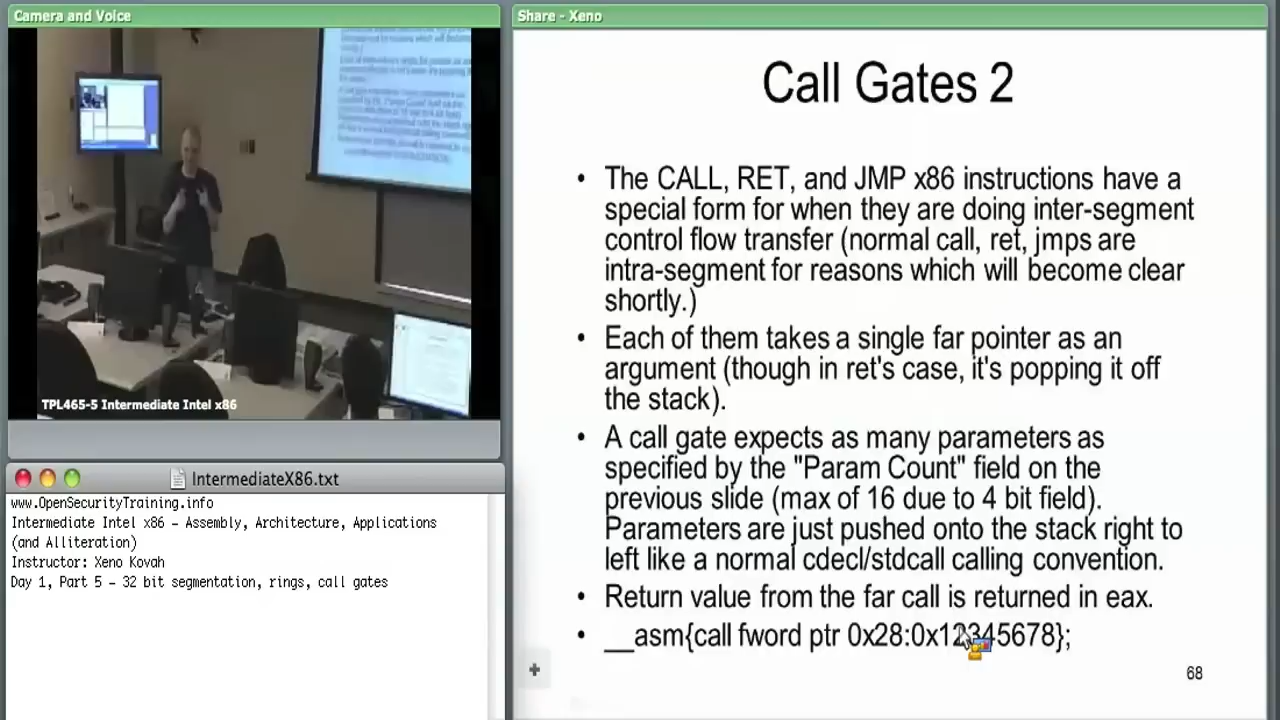 Camera and Voice
TPL465-5 Intermediate Intel x86
IntermediateX86.txt
www.OpenSecurityTraining.info
Intermediate Intel x86 – Assembly, Architecture, Applications
(and Alliteration)
Instructor: Xeno Kovah
Day 1, Part 5 – 32 bit segmentation, rings, call gates
Share - Xeno
Call Gates 2
• The CALL, RET, and JMP x86 instructions have a
special form for when they are doing inter-segment
control flow transfer (normal call, ret, jmps are
intra-segment for reasons which will become clear
shortly.)
• Each of them takes a single far pointer as an
argument (though in ret's case, it's popping it off
the stack).
• A call gate expects as many parameters as
specified by the "Param Count" field on the
previous slide (max of 16 due to 4 bit field).
Parameters are just pushed onto the stack right to
left like a normal cdecl/stdcall calling convention.
• Return value from the far call is returned in eax.
• __asm{call fword ptr 0x28:0x12345678};
68